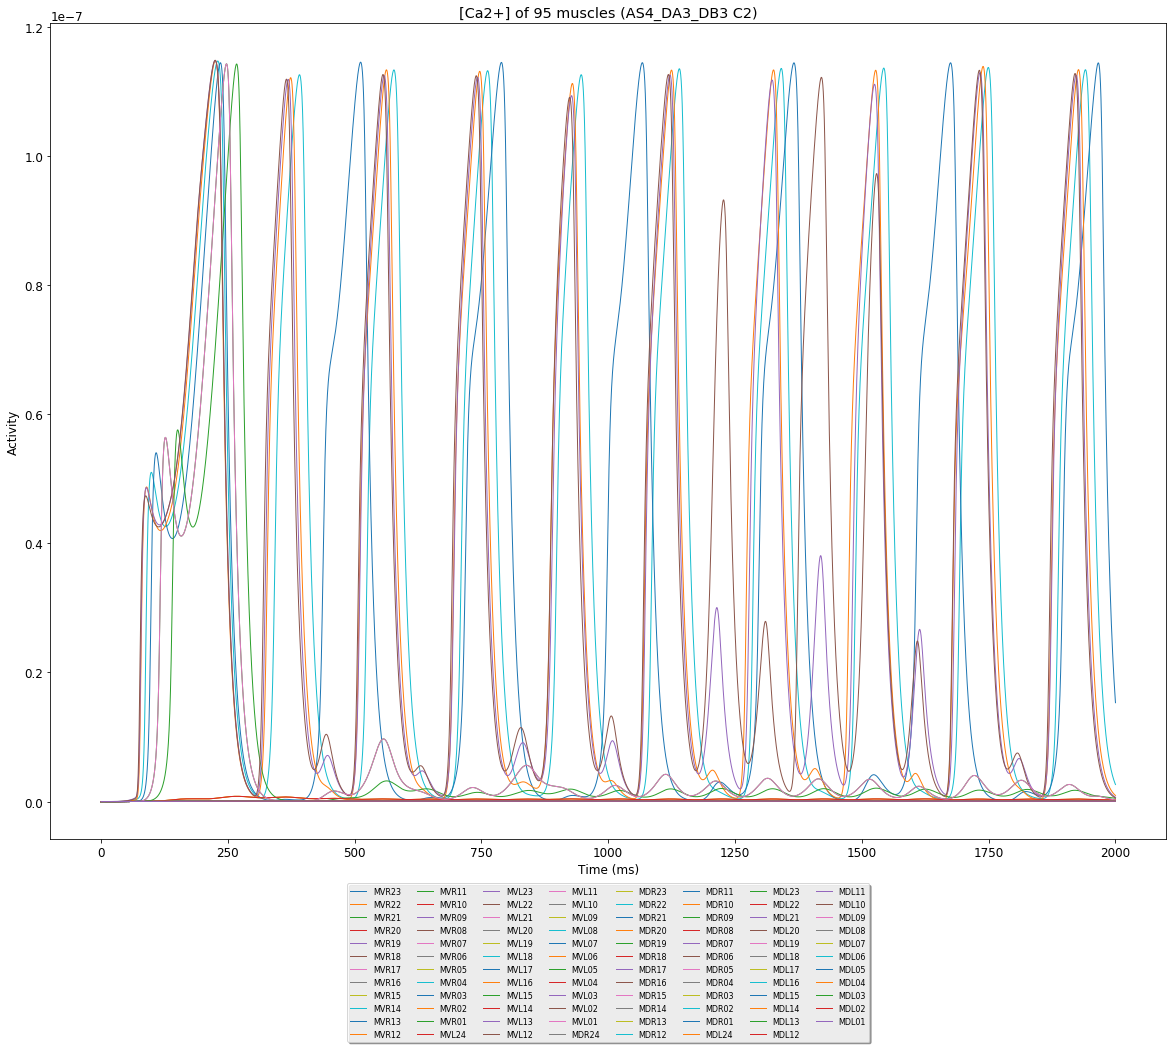 [Ca2+] of 95 muscles (AS4_DA3_DB3 C2)
1e−7
1.2
1.0
0.8
0.6
0.4
0.2
0.0
Activity
0 250 500 750 1000 1250 1500 1750 2000
Time (ms)
MVR23 MVR11 MVL23 MVL11 MDR23 MDR11 MDL23 MDL11
MVR22 MVR10 MVL22 MVL10 MDR22 MDR10 MDL22 MDL10
MVR21 MVR09 MVL21 MVL09 MDR21 MDR09 MDL21 MDL09
MVR20 MVR08 MVL20 MVL08 MDR20 MDR08 MDL20 MDL08
MVR19 MVR07 MVL19 MVL07 MDR19 MDR07 MDL19 MDL07
MVR18 MVR06 MVL18 MVL06 MDR18 MDR06 MDL18 MDL06
MVR17 MVR05 MVL17 MVL05 MDR17 MDR05 MDL17 MDL05
MVR16 MVR04 MVL16 MVL04 MDR16 MDR04 MDL16 MDL04
MVR15 MVR03 MVL15 MVL03 MDR15 MDR03 MDL15 MDL03
MVR14 MVR02 MVL14 MVL02 MDR14 MDR02 MDL14 MDL02
MVR13 MVR01 MVL13 MVL01 MDR13 MDR01 MDL13 MDL01
MVR12 MVL24 MVL12 MDR24 MDR12 MDL24 MDL12